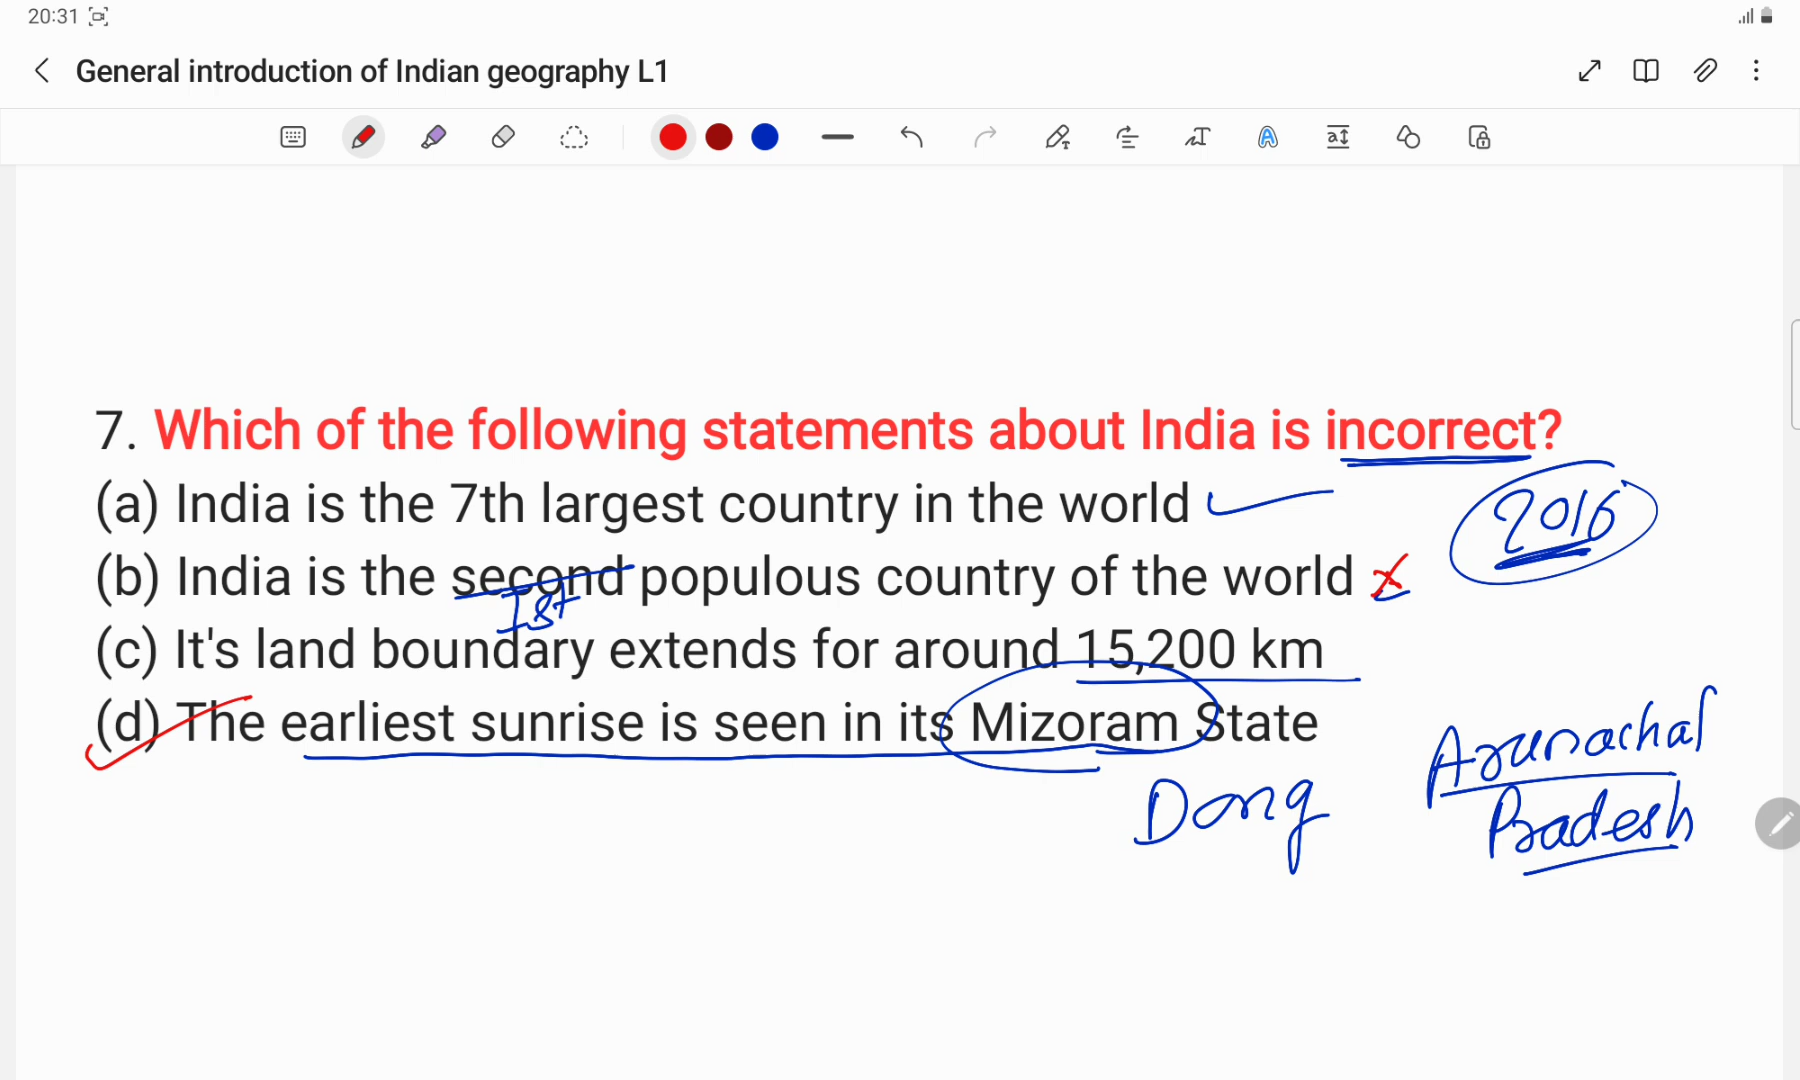 20:31
General introduction of Indian geography L1
7. Which of the following statements about India is incorrect?
(a) India is the 7th largest country in the world
2016
(b) India is the second populous country of the world
Ist
(c) It's land boundary extends for around 15,200 km
(d) The earliest sunrise is seen in its Mizoram State
Arunachal
Dong
Pradesh